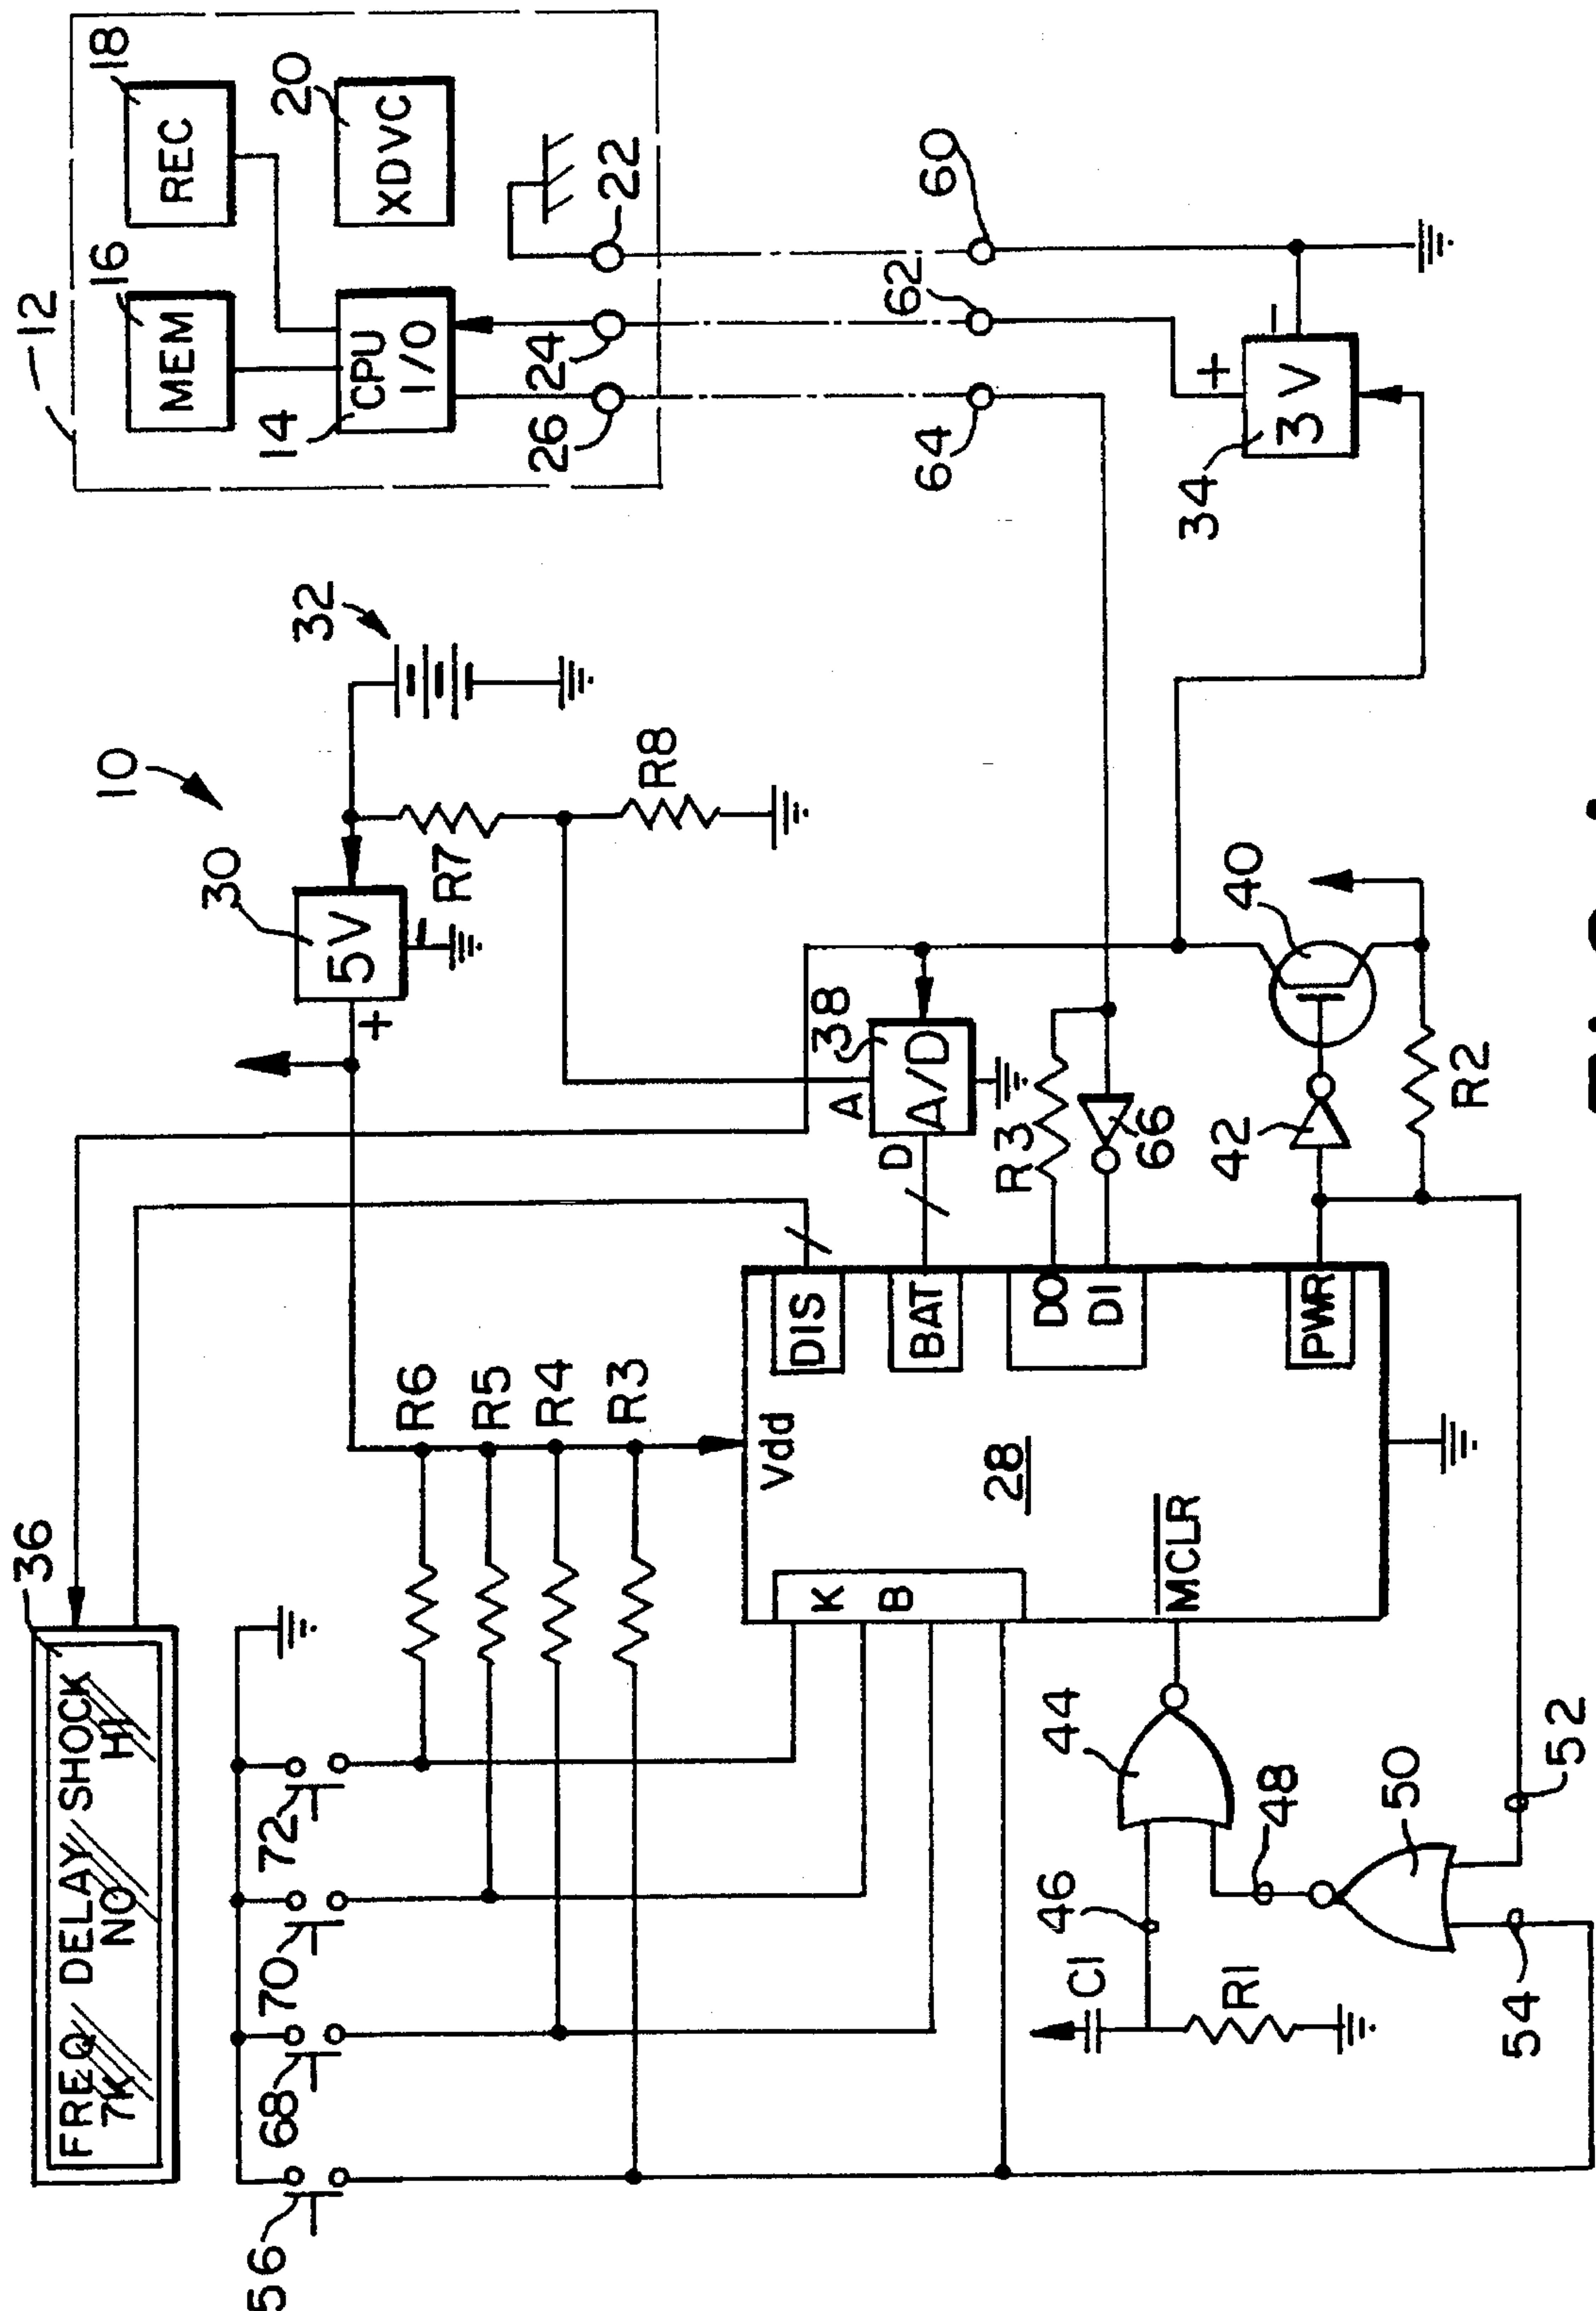 36
FREQ DELAY SHOCK
7K NO HI
56
68
70
72
R6
R5
R4
R3
10
30
5V
+
−
32
R7
R8
12
MEM
16
REC
18
CPU
I/O
14
XDVC
20
26
24
22
K
B
Vdd
28
MCLR
DIS
BAT
DO
DI
PWR
A
D
A/D
38
R3
66
42
40
R2
64
62
60
+
−
3V
34
44
46
48
50
52
54
C1
R1